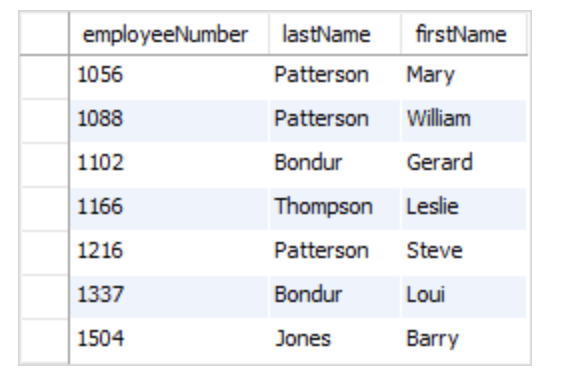 employeeNumber lastName firstName
1056 Patterson Mary
1088 Patterson William
1102 Bondur Gerard
1166 Thompson Leslie
1216 Patterson Steve
1337 Bondur Loui
1504 Jones Barry